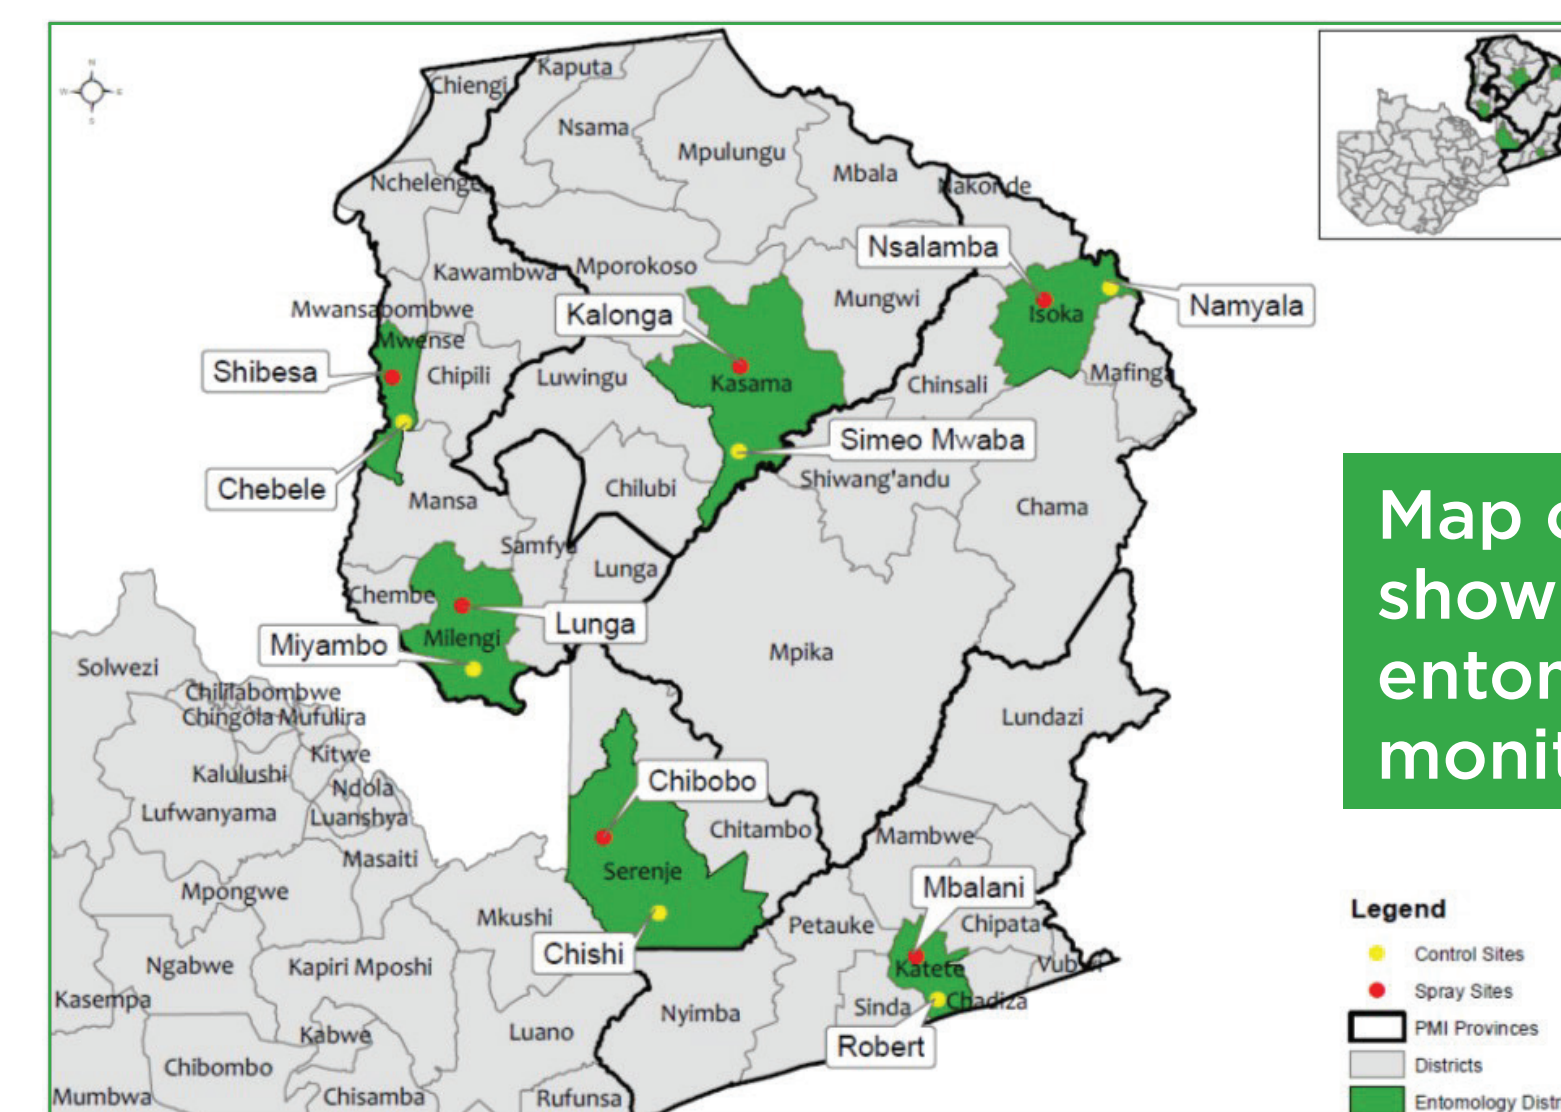 N
W
E
S
Chiengi
Kaputa
Nsama
Mpulungu
Mbala
Nakonde
Nchelenge
Nsalamba
Kawambwa
Mporokoso
Mungwi
Isoka
Namyala
Mwansabombwe
Kalonga
Mwense
Shibesa
Chipili
Luwingu
Kasama
Chinsali
Mafinga
Simeo Mwaba
Chebele
Mansa
Chilubi
Shiwang'andu
Chama
Samfya
Lunga
Chembe
Lunga
Miyambo
Milengi
Mpika
Solwezi
Chililabombwe
Chingola Mufulira
Kitwe
Kalulushi
Ndola
Lufwanyama
Luanshya
Masaiti
Lundazi
Chibobo
Chitambo
Mambwe
Serenje
Mpongwe
Mkushi
Chishi
Mbalani
Petauke
Chipata
Katete
Ngabwe
Kapiri Mposhi
Kasempa
Sinda
Chadiza
Nyimba
Robert
Kabwe
Luano
Chibombo
Mumbwa
Chisamba
Rufunsa
Map
show
entom
monit
Legend
Control Sites
Spray Sites
PMI Provinces
Districts
Entomology Distr